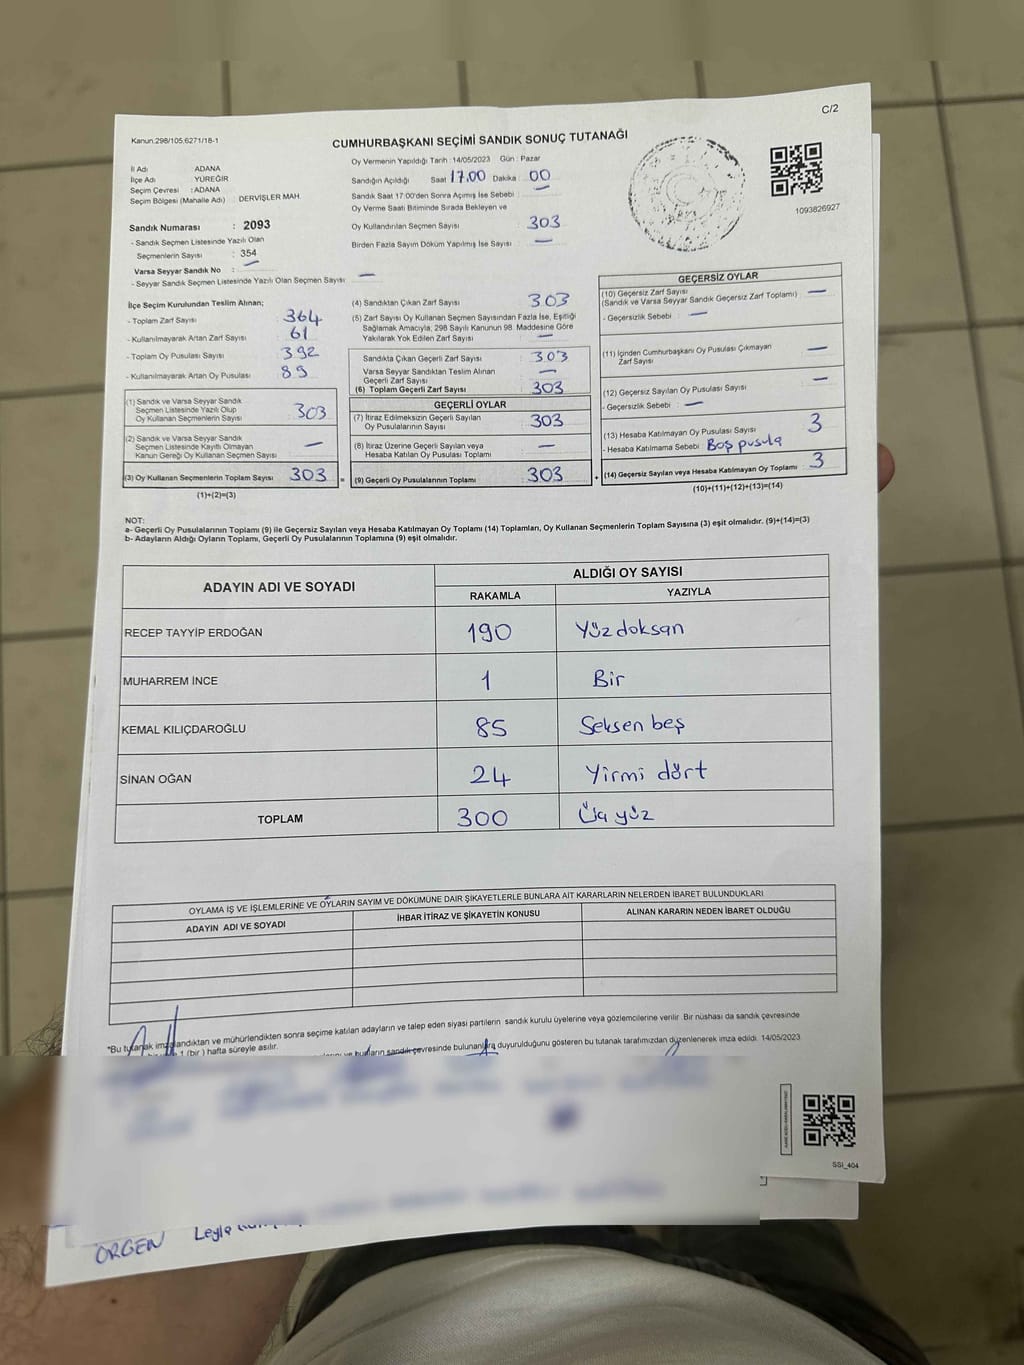 C/2
Kanun.298/105.6271/18-1
CUMHURBAŞKANI SEÇİMİ SANDIK SONUÇ TUTANAĞI
İl Adı ADANA
İlçe Adı YÜREĞİR
Seçim Çevresi : ADANA
Seçim Bölgesi (Mahalle Adı) : DERVİŞLER MAH.
Oy Vermenin Yapıldığı Tarih : 14/05/2023 Gün : Pazar
Sandığın Açıldığı Saat 17.00 Dakika 00
Sandık Saat 17:00'den Sonra Açımış İse Sebebi : —
Oy Verme Saati Bitiminde Sırada Bekleyen ve
Oy Kullandırılan Seçmen Sayısı : 303
Birden Fazla Sayım Döküm Yapılmış İse Sayısı : —
1093826927
Sandık Numarası : 2093
- Sandık Seçmen Listesinde Yazılı Olan
Seçmenlerin Sayısı : 354
Varsa Seyyar Sandık No : —
- Seyyar Sandık Seçmen Listesinde Yazılı Olan Seçmen Sayısı : —
İlçe Seçim Kurulundan Teslim Alınan;
- Toplam Zarf Sayısı : 364
- Kullanılmayarak Artan Zarf Sayısı : 61
- Toplam Oy Pusulası Sayısı : 392
- Kullanılmayarak Artan Oy Pusulası : 89
(1) Sandık ve Varsa Seyyar Sandık
Seçmen Listesinde Yazılı Olup
Oy Kullanan Seçmenlerin Sayısı : 303
(2) Sandık ve Varsa Seyyar Sandık
Seçmen Listesinde Kayıtlı Olmayan
Kanun Gereği Oy Kullanan Seçmen Sayısı : —
(3) Oy Kullanan Seçmenlerin Toplam Sayısı : 303 =
(1)+(2)=(3)
(4) Sandıktan Çıkan Zarf Sayısı : 303
(5) Zarf Sayısı Oy Kullanan Seçmen Sayısından Fazla İse, Eşitliği
Sağlamak Amacıyla, 298 Sayılı Kanunun 98. Maddesine Göre
Yakılarak Yok Edilen Zarf Sayısı : —
Sandıkta Çıkan Geçerli Zarf Sayısı : 303
Varsa Seyyar Sandıktan Teslim Alınan
Geçerli Zarf Sayısı : —
(6) Toplam Geçerli Zarf Sayısı : 303
GEÇERLİ OYLAR
(7) İtiraz Edilmeksizin Geçerli Sayılan
Oy Pusulalarının Sayısı : 303
(8) İtiraz Üzerine Geçerli Sayılan veya
Hesaba Katılan Oy Pusulası Toplamı : —
(9) Geçerli Oy Pusulalarının Toplamı : 303 +
GEÇERSİZ OYLAR
(10) Geçersiz Zarf Sayısı
(Sandık ve Varsa Seyyar Sandık Geçersiz Zarf Toplamı) : —
- Geçersizlik Sebebi : —
(11) İçinden Cumhurbaşkanı Oy Pusulası Çıkmayan
Zarf Sayısı : —
(12) Geçersiz Sayılan Oy Pusulası Sayısı : —
- Geçersizlik Sebebi : —
(13) Hesaba Katılmayan Oy Pusulası Sayısı : 3
- Hesaba Katılmama Sebebi : Boş pusula
(14) Geçersiz Sayılan veya Hesaba Katılmayan Oy Toplamı : 3
(10)+(11)+(12)+(13)=(14)
NOT:
a- Geçerli Oy Pusulalarının Toplamı (9) ile Geçersiz Sayılan veya Hesaba Katılmayan Oy Toplamı (14) Toplamları, Oy Kullanan Seçmenlerin Toplam Sayısına (3) eşit olmalıdır. (9)+(14)=(3)
b- Adayların Aldığı Oyların Toplamı, Geçerli Oy Pusulalarının Toplamına (9) eşit olmalıdır.
ADAYIN ADI VE SOYADI ALDIĞI OY SAYISI
RAKAMLA YAZIYLA
RECEP TAYYİP ERDOĞAN 190 Yüz doksan
MUHARREM İNCE 1 Bir
KEMAL KILIÇDAROĞLU 85 Seksen beş
SİNAN OĞAN 24 Yirmi dört
TOPLAM 300 Üç yüz
OYLAMA İŞ VE İŞLEMLERİNE VE OYLARIN SAYIM VE DÖKÜMÜNE DAİR ŞİKAYETLERLE BUNLARA AİT KARARLARIN NELERDEN İBARET BULUNDUKLARI
ADAYIN ADI VE SOYADI İHBAR İTİRAZ VE ŞİKAYETİN KONUSU ALINAN KARARIN NEDEN İBARET OLDUĞU
*Bu tutanak imzalandıktan ve mühürlendikten sonra seçime katılan adayların ve talep eden siyasi partilerin sandık kurulu üyelerine veya gözlemcilerine verilir. Bir nüshası da sandık çevresinde
1 (bir) hafta süreyle asılır.
ve bunların sandık çevresinde bulunanlara duyurulduğunu gösteren bu tutanak tarafımızdan düzenlenerek imza edildi. 14/05/2023
SSİ_404
ÖRGEN Leyla